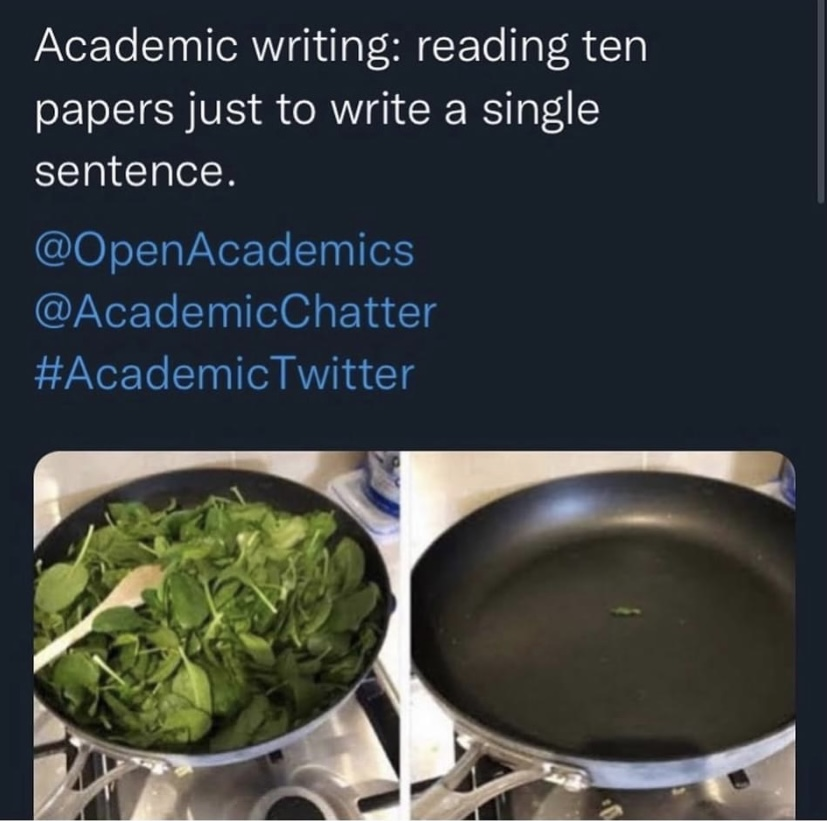 Academic writing: reading ten
papers just to write a single
sentence.
@OpenAcademics
@AcademicChatter
#AcademicTwitter